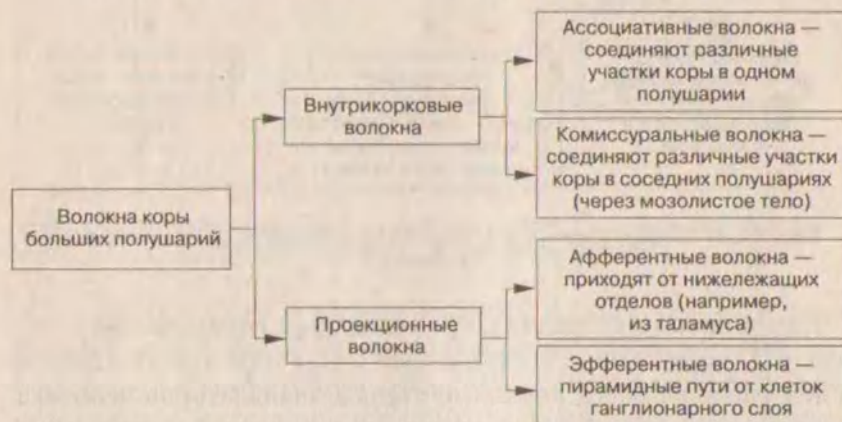 Волокна коры
больших полушарий
Внутрикорковые
волокна
Ассоциативные волокна —
соединяют различные
участки коры в одном
полушарии
Комиссуральные волокна —
соединяют различные участки
коры в соседних полушариях
(через мозолистое тело)
Проекционные
волокна
Афферентные волокна —
приходят от нижележащих
отделов (например,
из таламуса)
Эфферентные волокна —
пирамидные пути от клеток
ганглионарного слоя